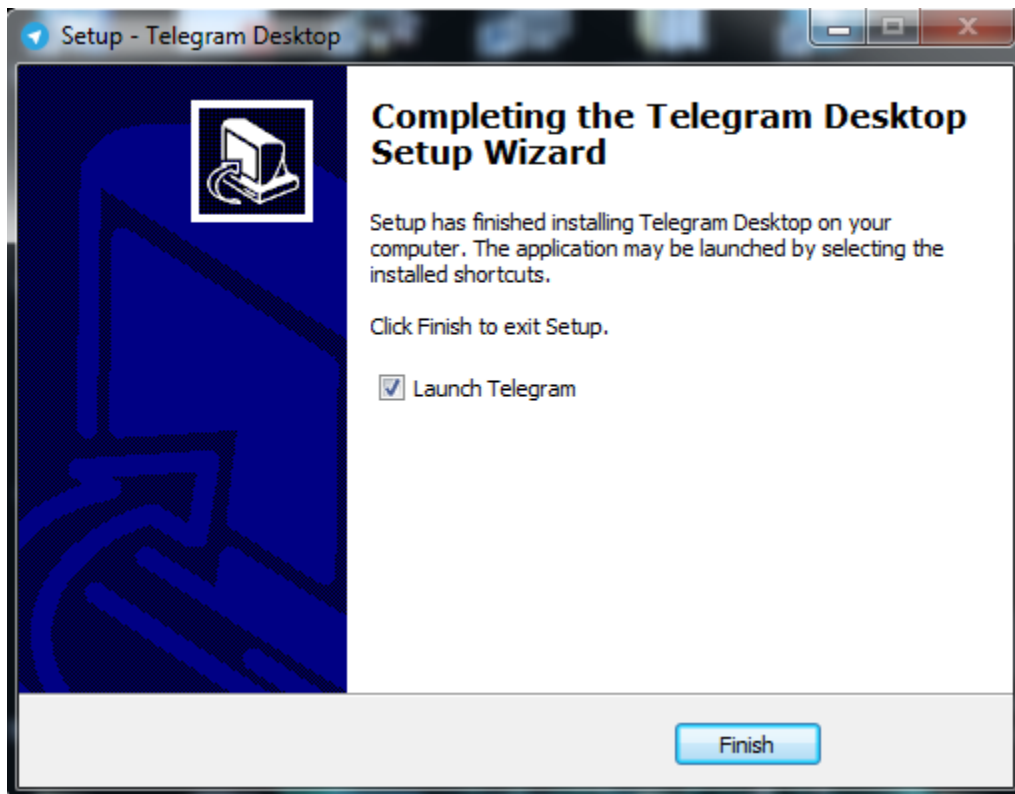 Setup - Telegram Desktop
Completing the Telegram Desktop
Setup Wizard
Setup has finished installing Telegram Desktop on your
computer. The application may be launched by selecting the
installed shortcuts.
Click Finish to exit Setup.
Launch Telegram
Finish